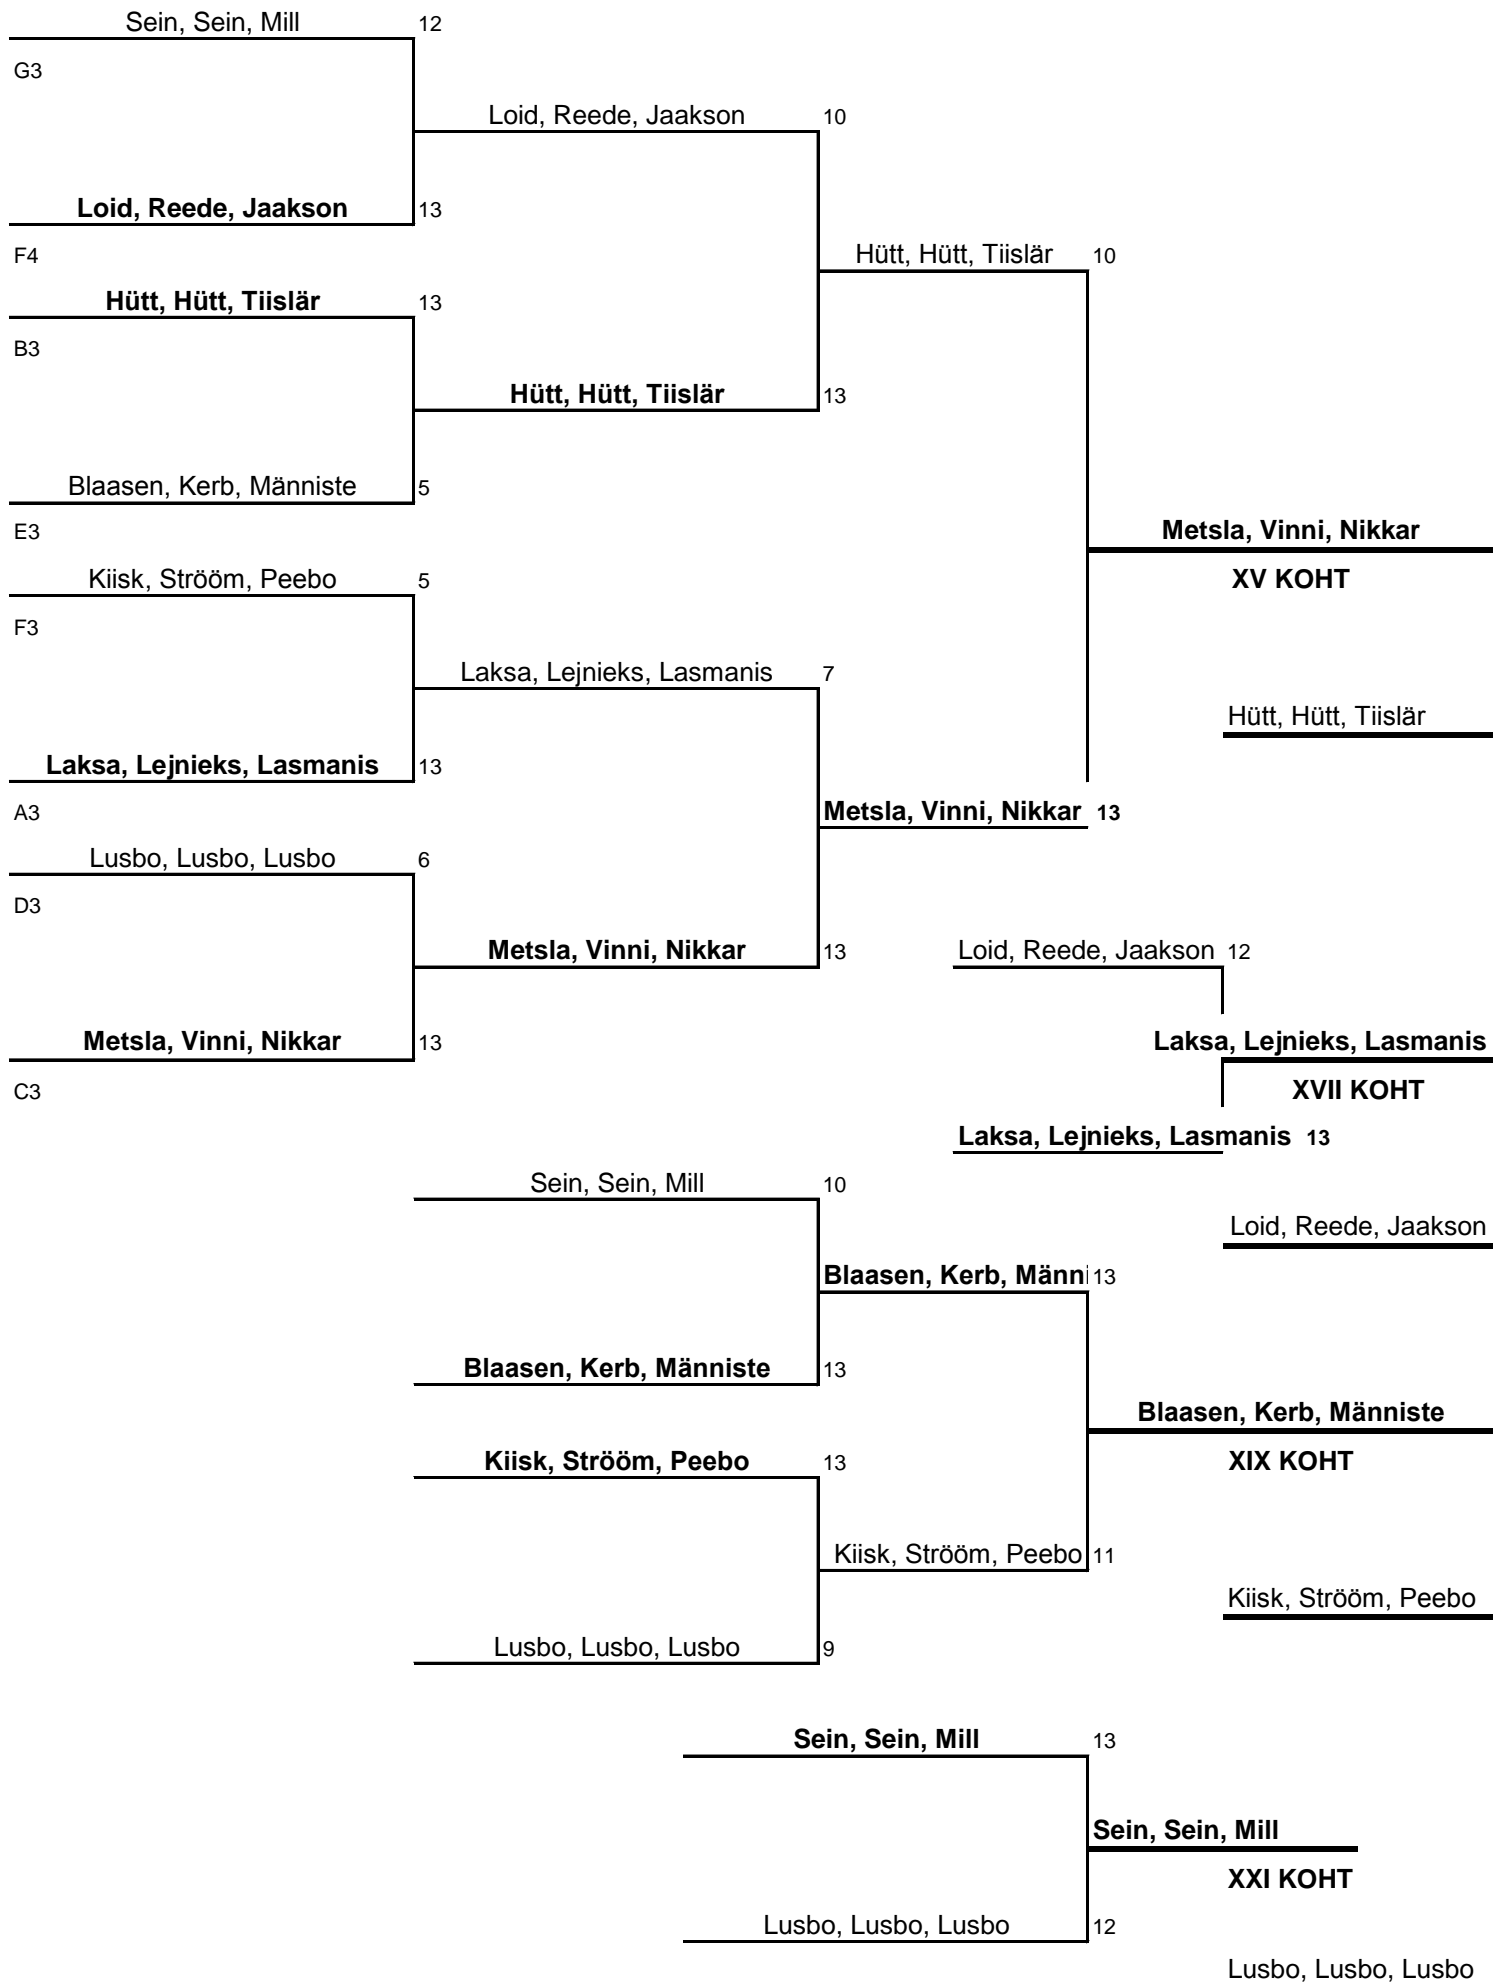 Sein, Sein, Mill 12
G3
Loid, Reede, Jaakson 10
Loid, Reede, Jaakson 13
F4
Hütt, Hütt, Tiislär 10
Hütt, Hütt, Tiislär 13
B3
Hütt, Hütt, Tiislär 13
Blaasen, Kerb, Männiste 5
E3
Metsla, Vinni, Nikkar
XV KOHT
Kiisk, Strööm, Peebo 5
F3
Laksa, Lejnieks, Lasmanis 7
Hütt, Hütt, Tiislär
Laksa, Lejnieks, Lasmanis 13
A3
Metsla, Vinni, Nikkar 13
Lusbo, Lusbo, Lusbo 6
D3
Metsla, Vinni, Nikkar 13
Loid, Reede, Jaakson 12
Metsla, Vinni, Nikkar 13
Laksa, Lejnieks, Lasmanis
C3
XVII KOHT
Laksa, Lejnieks, Lasmanis 13
Sein, Sein, Mill 10
Loid, Reede, Jaakson
Blaasen, Kerb, Männi 13
Blaasen, Kerb, Männiste 13
Blaasen, Kerb, Männiste
Kiisk, Strööm, Peebo 13
XIX KOHT
Kiisk, Strööm, Peebo 11
Kiisk, Strööm, Peebo
Lusbo, Lusbo, Lusbo 9
Sein, Sein, Mill 13
Sein, Sein, Mill
XXI KOHT
Lusbo, Lusbo, Lusbo 12
Lusbo, Lusbo, Lusbo